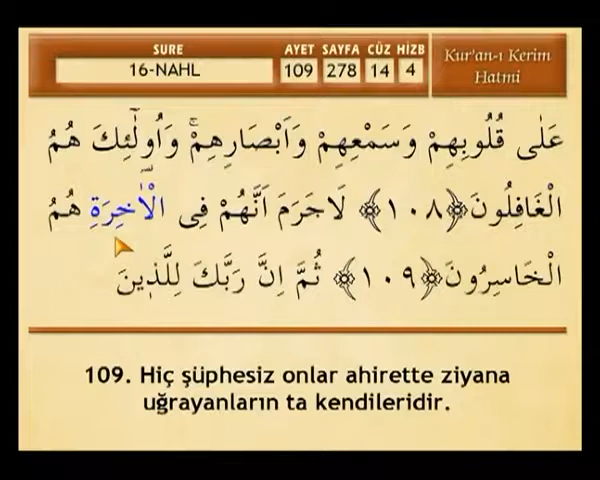 SURE AYET SAYFA CÜZ HİZB
16-NAHL 109 278 14 4
Kur'an-ı Kerim
Hatmi
عَلٰى قُلُوبِهِمْ وَسَمْعِهِمْ وَاَبْصَارِهِمْۚ وَاُو۬لٰٓئِكَ هُمُ
الْغَافِلُونَ ﴿١٠٨﴾ لَا جَرَمَ اَنَّهُمْ فِى الْاٰخِرَةِ هُمُ
الْخَاسِرُونَ ﴿١٠٩﴾ ثُمَّ اِنَّ رَبَّكَ لِلَّذ۪ينَ
109. Hiç şüphesiz onlar ahirette ziyana
uğrayanların ta kendileridir.